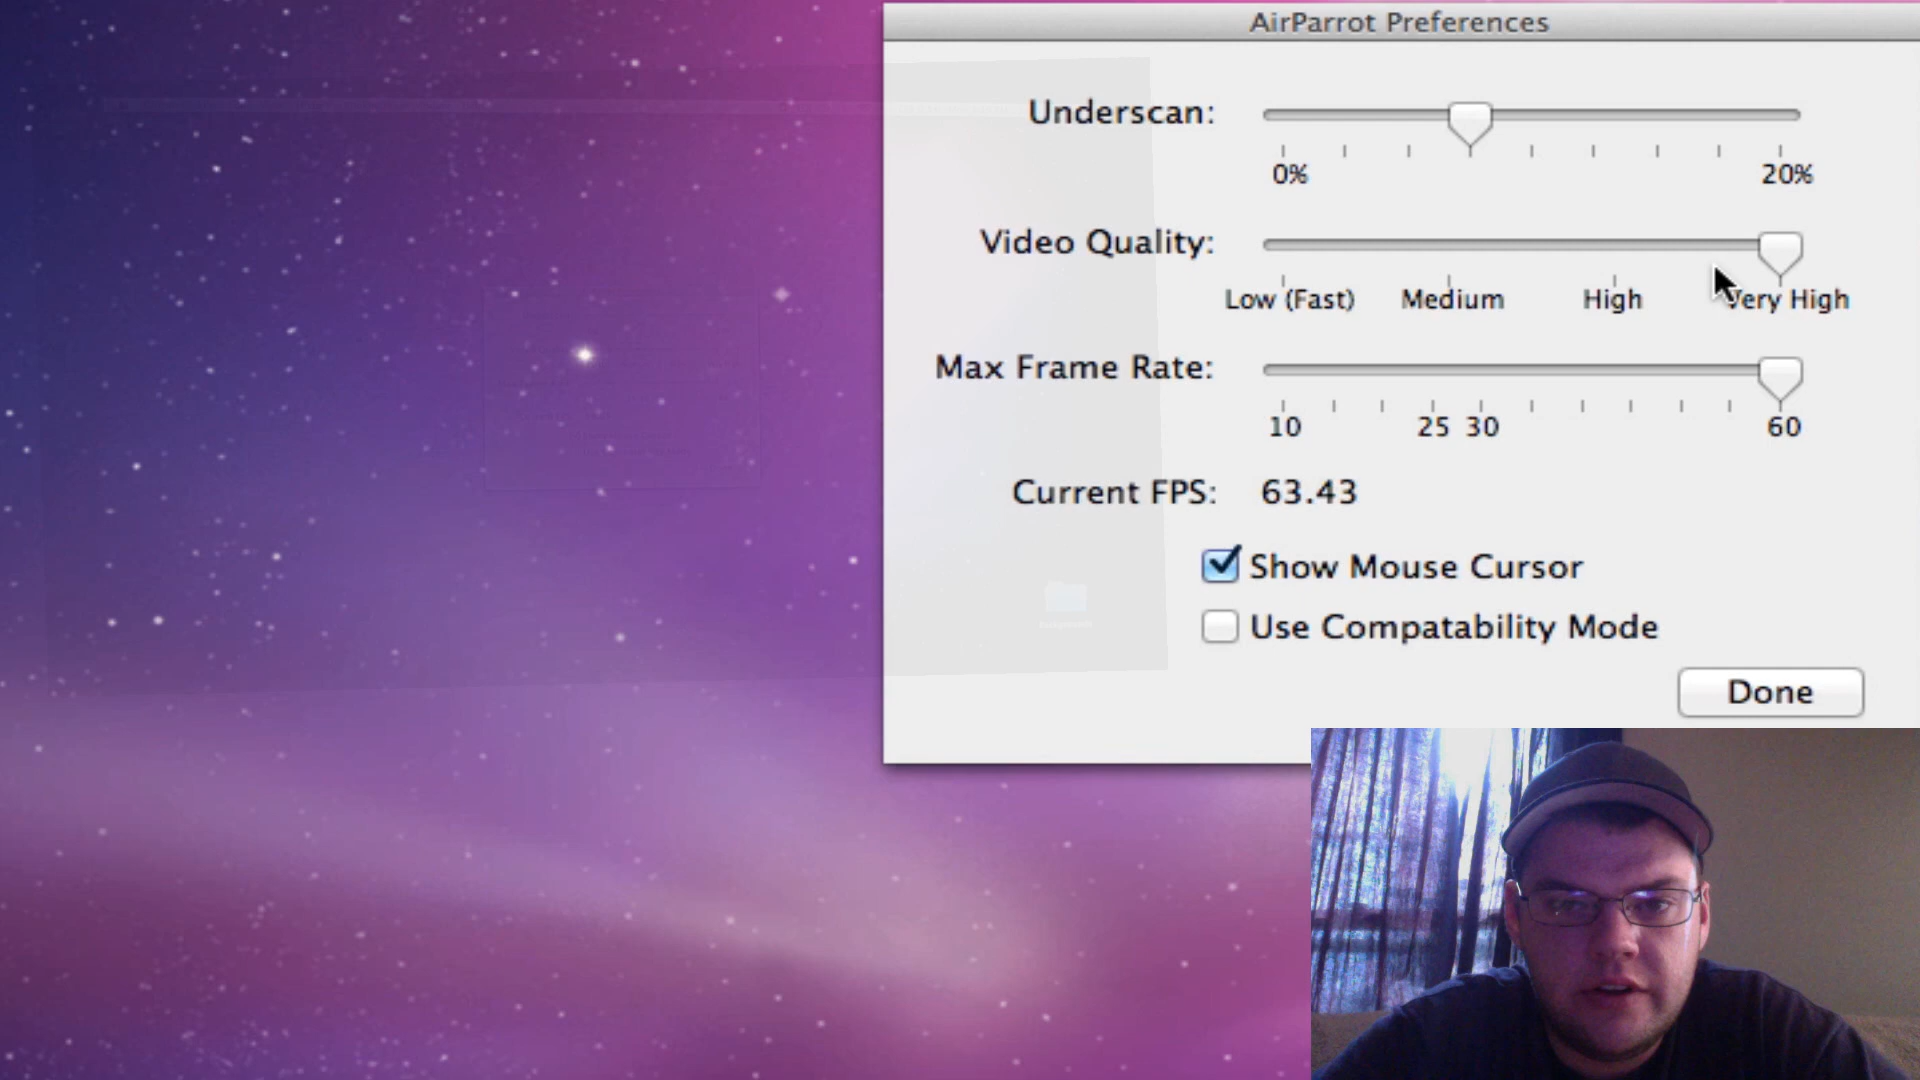 AirParrot Preferences
Underscan:
0% 20%
Video Quality:
Low (Fast) Medium High Very High
Max Frame Rate:
10 25 30 60
Current FPS: 63.43
Show Mouse Cursor
Use Compatability Mode
Done